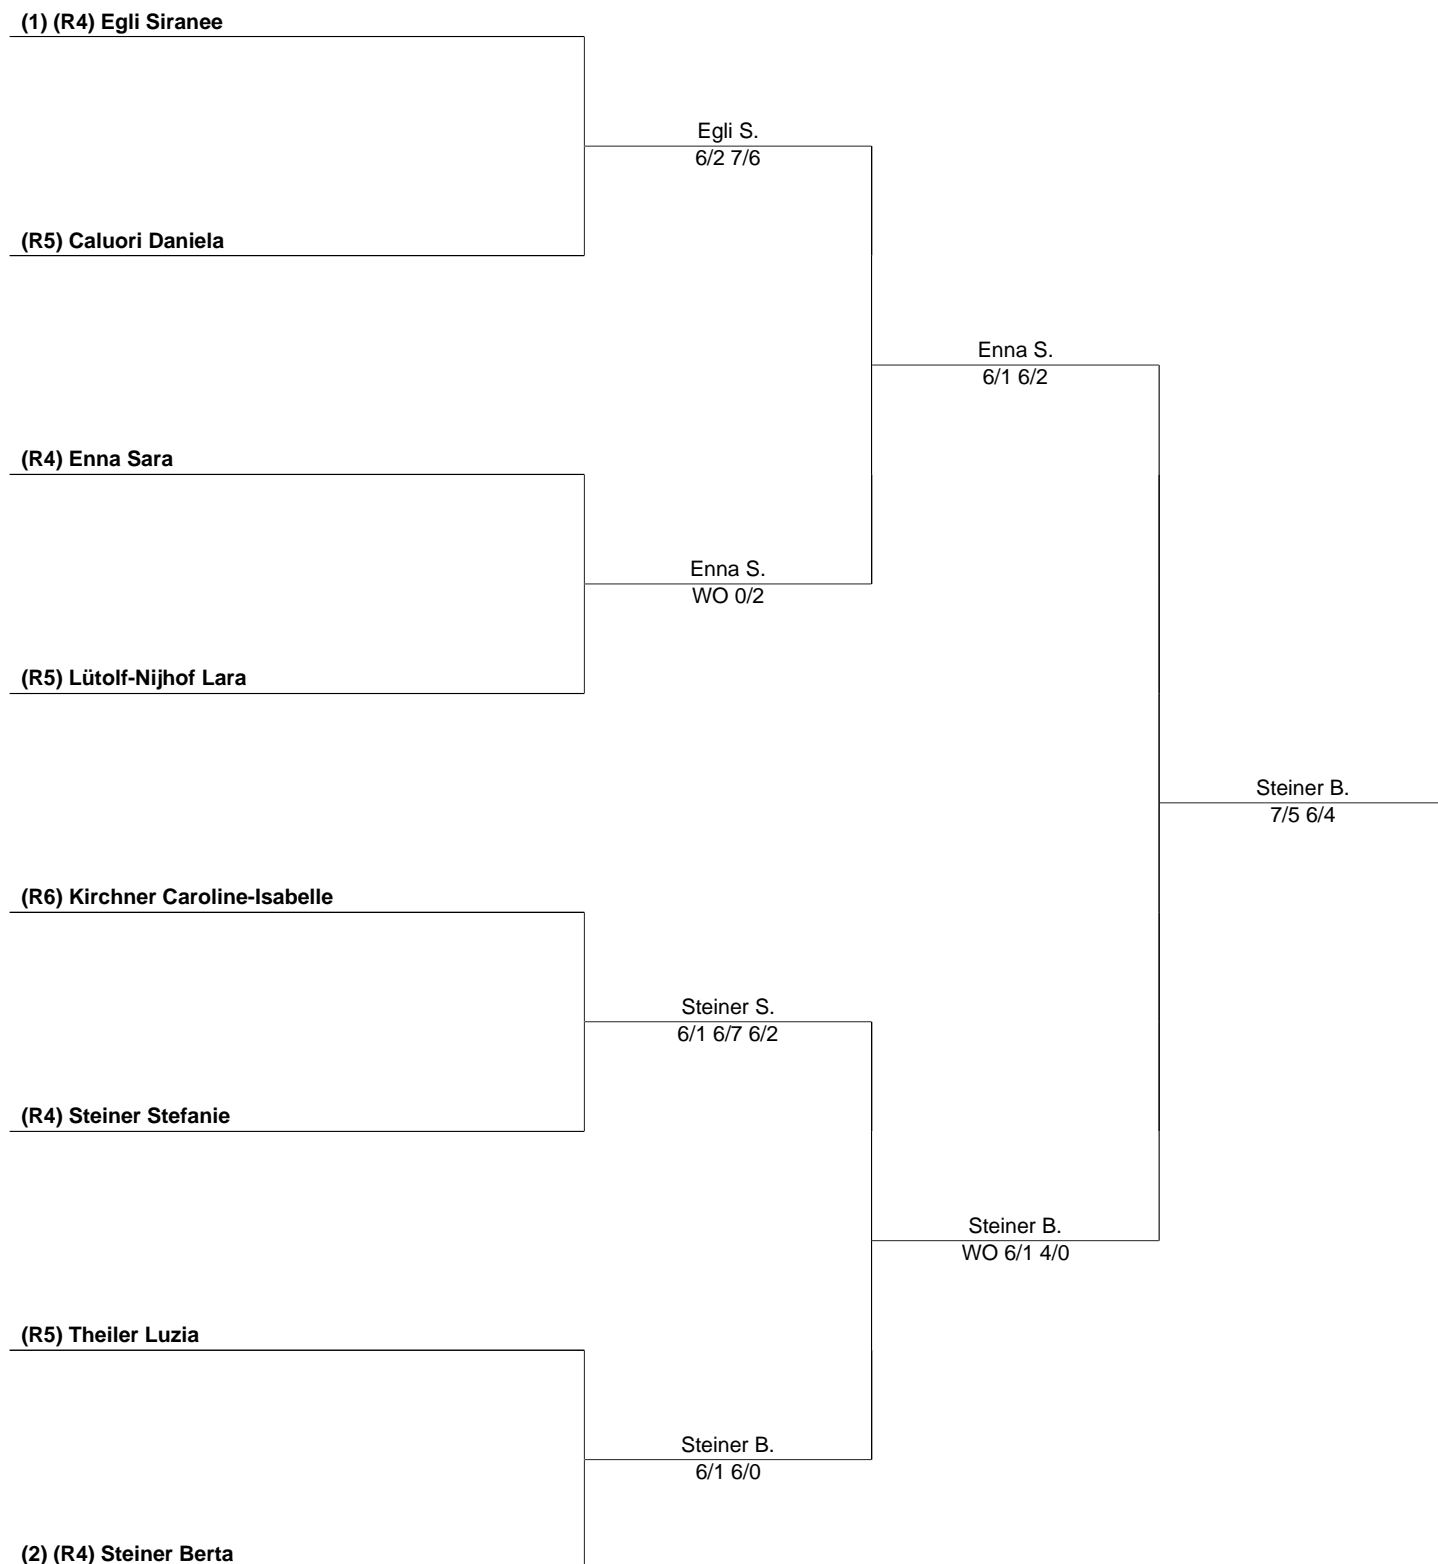 (1) (R4) Egli Siranee
Egli S.
6/2 7/6
(R5) Caluori Daniela
Enna S.
6/1 6/2
(R4) Enna Sara
Enna S.
WO 0/2
(R5) Lütolf-Nijhof Lara
Steiner B.
7/5 6/4
(R6) Kirchner Caroline-Isabelle
Steiner S.
6/1 6/7 6/2
(R4) Steiner Stefanie
Steiner B.
WO 6/1 4/0
(R5) Theiler Luzia
Steiner B.
6/1 6/0
(2) (R4) Steiner Berta